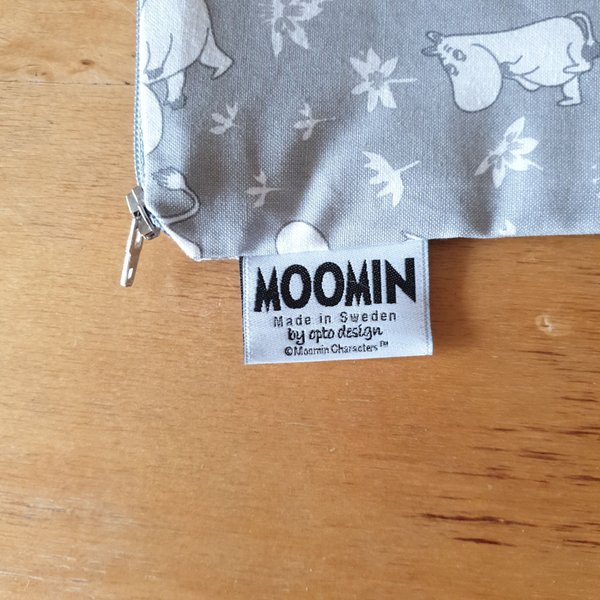 MOOMIN
Made in Sweden
by opto design
©Moomin Characters™